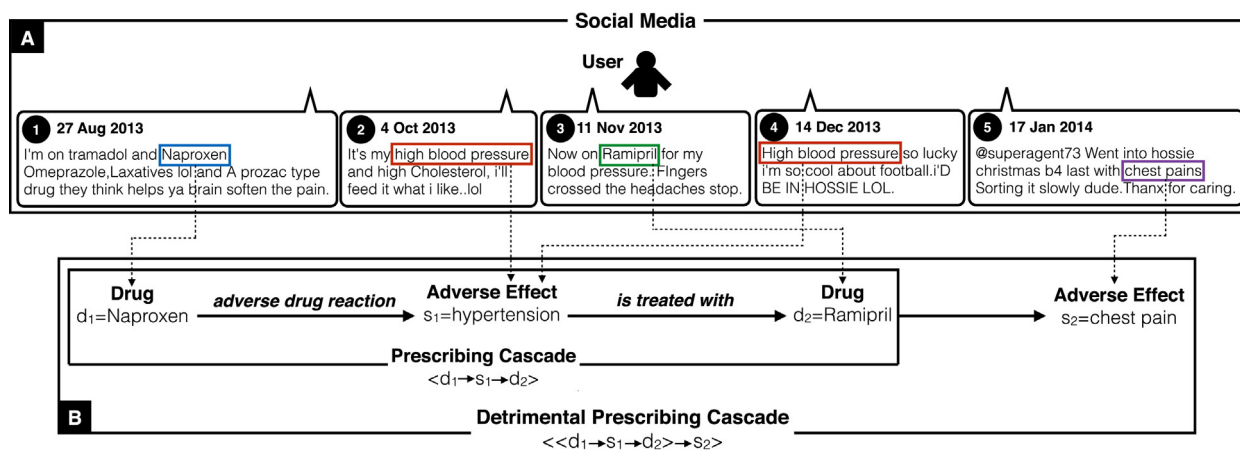 Social Media
A
User
1 27 Aug 2013
I'm on tramadol and Naproxen
Omeprazole,Laxatives lol and A prozac type
drug they think helps ya brain soften the pain.
2 4 Oct 2013
It's my high blood pressure
and high Cholesterol, i'll
feed it what i like..lol
3 11 Nov 2013
Now on Ramipril for my
blood pressure. FIngers
crossed the headaches stop.
4 14 Dec 2013
High blood pressure so lucky
i'm so cool about football.i'D
BE IN HOSSIE LOL.
5 17 Jan 2014
@superagent73 Went into hossie
christmas b4 last with chest pains
Sorting it slowly dude.Thanx for caring.
Drug
d₁=Naproxen
adverse drug reaction
Adverse Effect
s₁=hypertension
is treated with
Drug
d₂=Ramipril
Adverse Effect
s₂=chest pain
Prescribing Cascade
<d₁→s₁→d₂>
B
Detrimental Prescribing Cascade
<<d₁→s₁→d₂>→s₂>